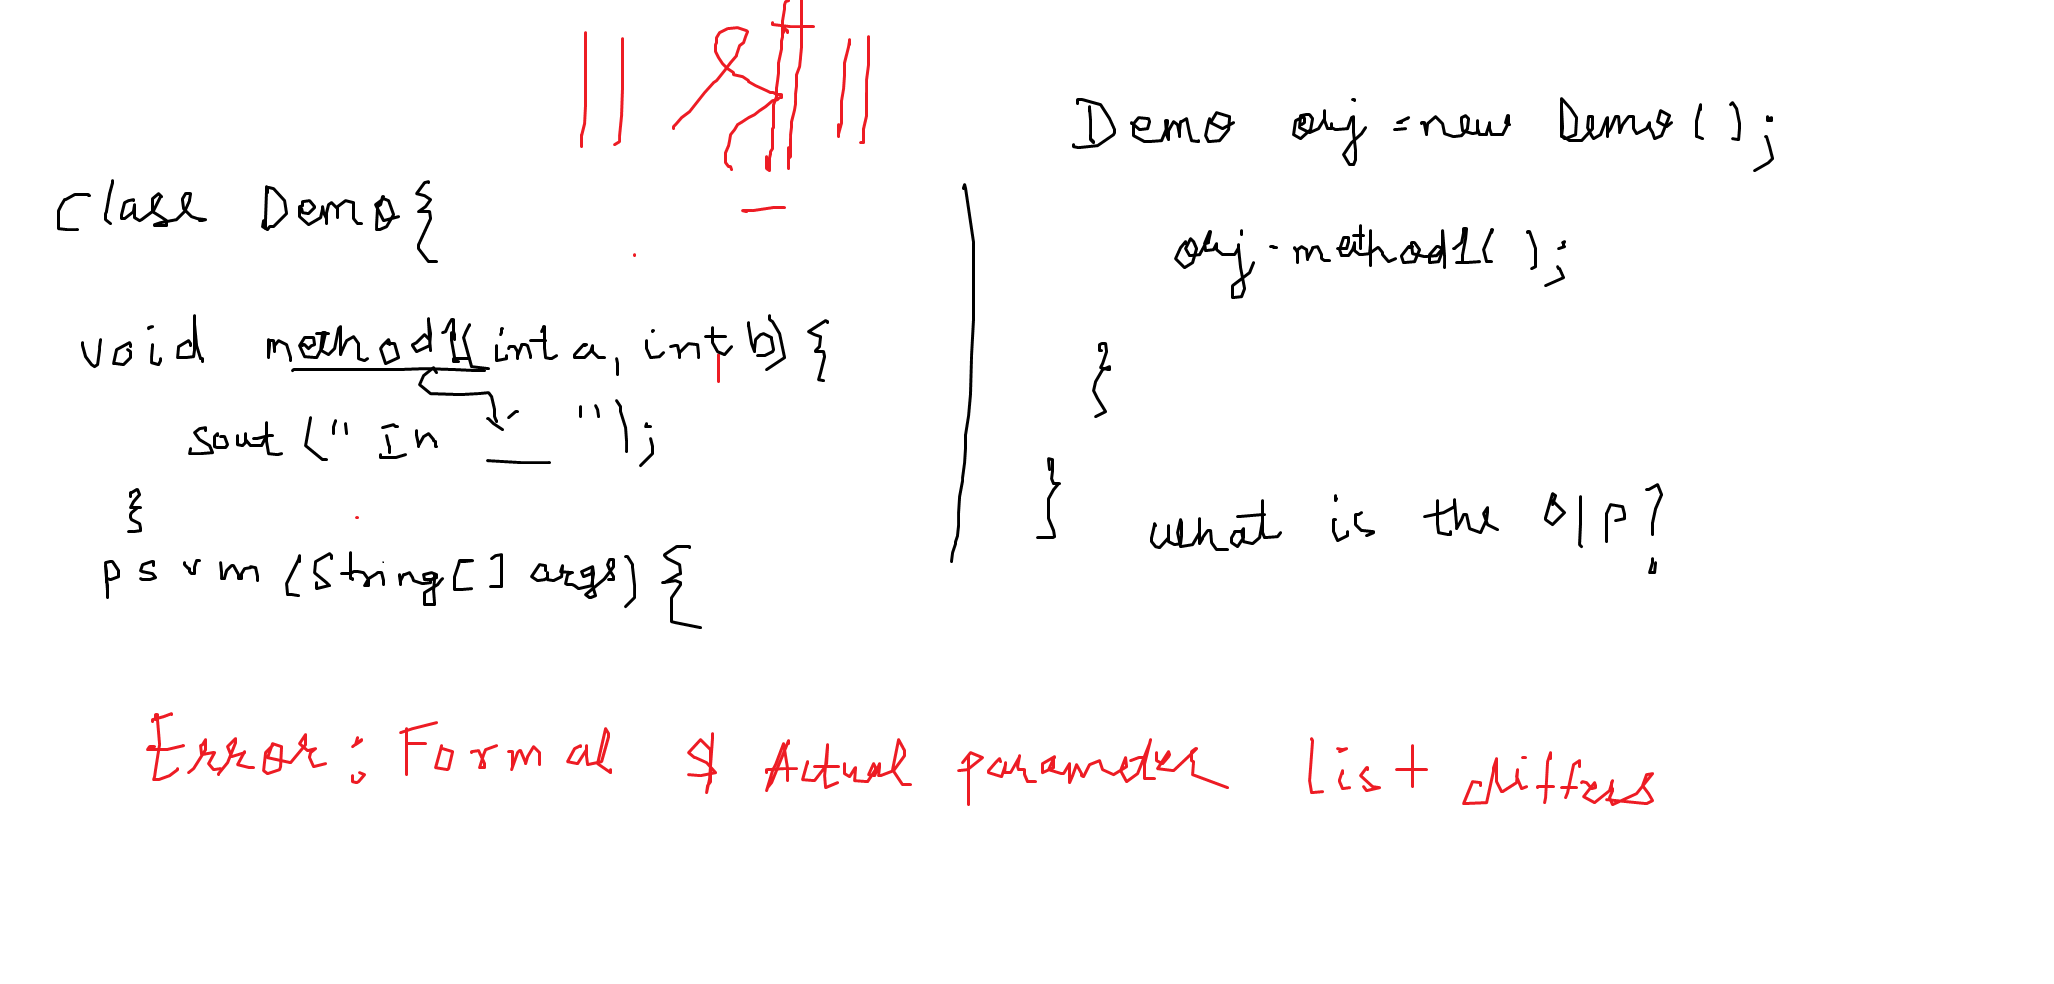 || श्री ||
class Demo{
void method1(int a, int b) {
sout (" In __ ");
}
psvm (String[] args) {
Demo obj = new Demo();
obj.method1();
}
}
what is the o|p?
Error: Formal & Actual parameter list differs